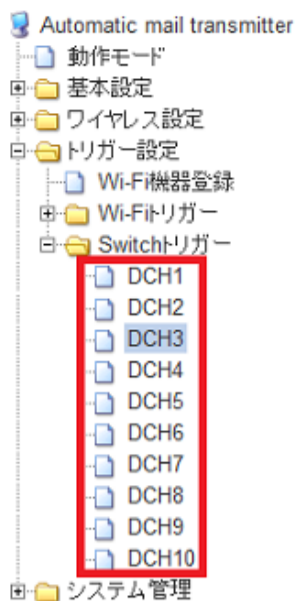 Automatic mail transmitter
動作モード
基本設定
ワイヤレス設定
トリガー設定
Wi-Fi機器登録
Wi-Fiトリガー
Switchトリガー
DCH1
DCH2
DCH3
DCH4
DCH5
DCH6
DCH7
DCH8
DCH9
DCH10
システム管理